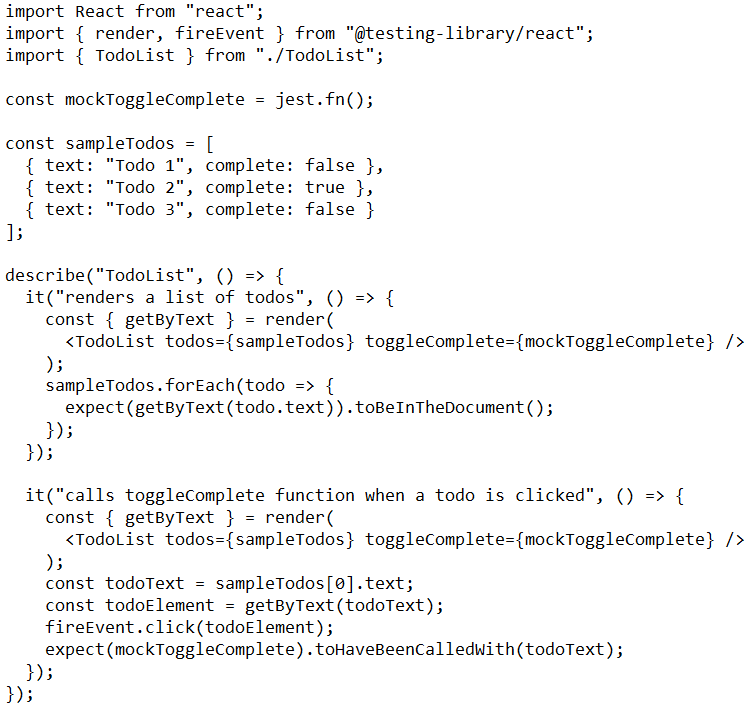 import React from "react";
import { render, fireEvent } from "@testing-library/react";
import { TodoList } from "./TodoList";

const mockToggleComplete = jest.fn();

const sampleTodos = [
  { text: "Todo 1", complete: false },
  { text: "Todo 2", complete: true },
  { text: "Todo 3", complete: false }
];

describe("TodoList", () => {
  it("renders a list of todos", () => {
    const { getByText } = render(
      <TodoList todos={sampleTodos} toggleComplete={mockToggleComplete} />
    );
    sampleTodos.forEach(todo => {
      expect(getByText(todo.text)).toBeInTheDocument();
    });
  });

  it("calls toggleComplete function when a todo is clicked", () => {
    const { getByText } = render(
      <TodoList todos={sampleTodos} toggleComplete={mockToggleComplete} />
    );
    const todoText = sampleTodos[0].text;
    const todoElement = getByText(todoText);
    fireEvent.click(todoElement);
    expect(mockToggleComplete).toHaveBeenCalledWith(todoText);
  });
});